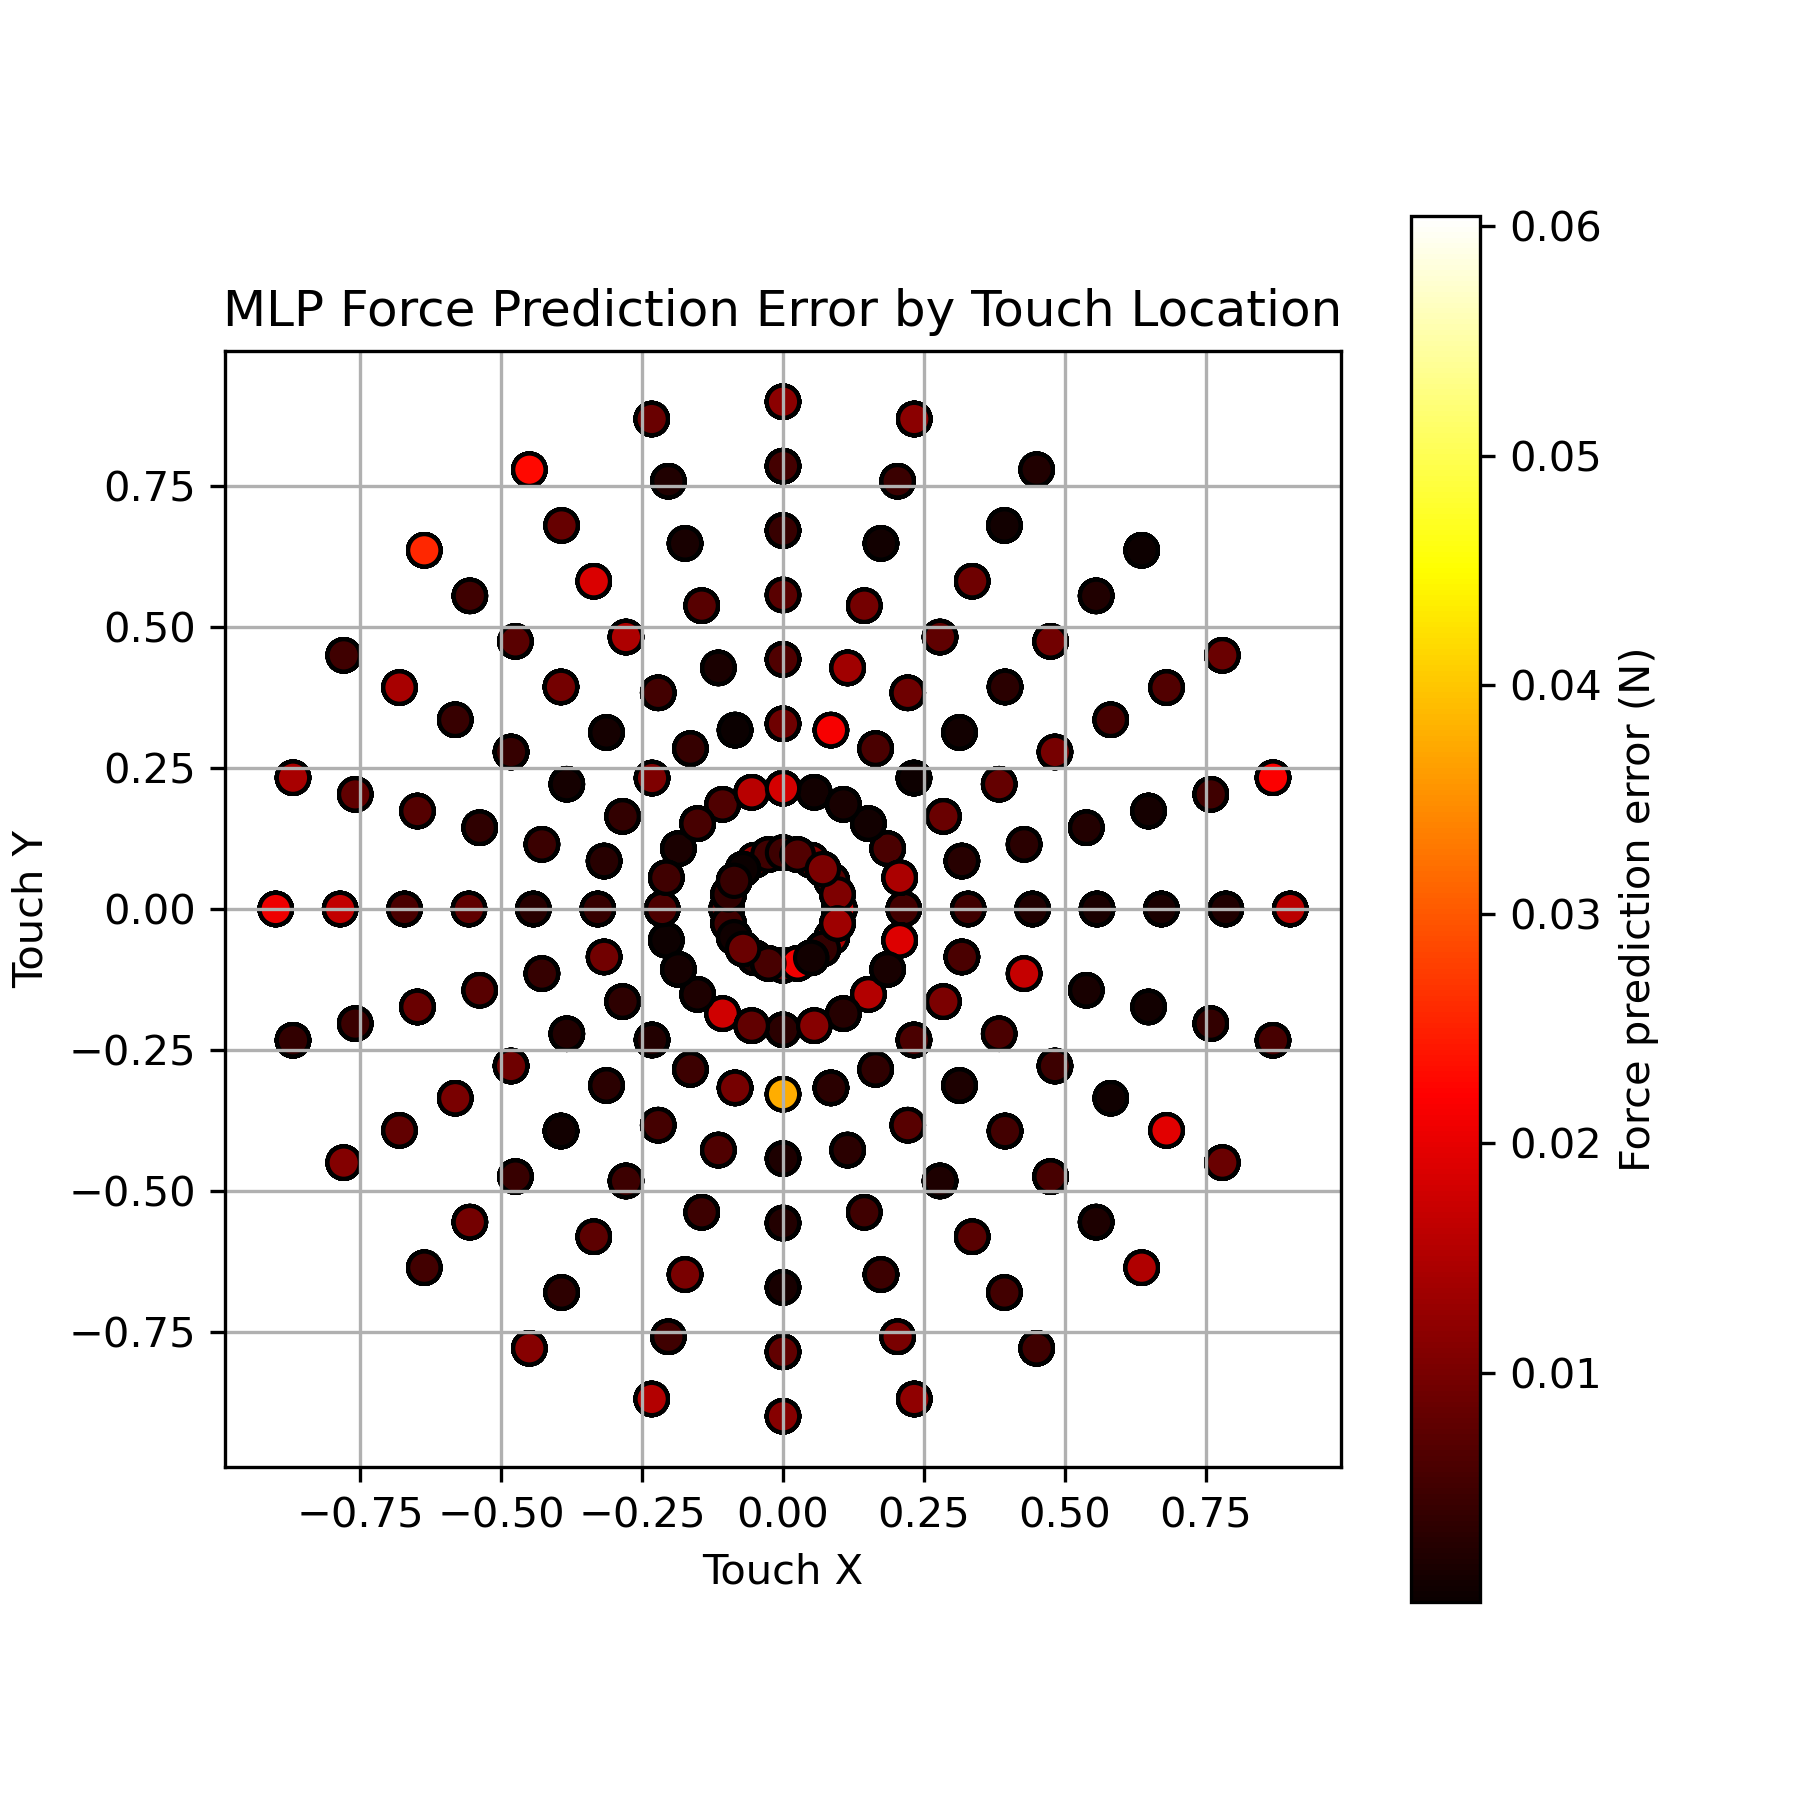 MLP Force Prediction Error by Touch Location
0.06
0.05
0.04
0.03
0.02
0.01
Force prediction error (N)
Touch Y
0.75
0.50
0.25
0.00
−0.25
−0.50
−0.75
−0.75 −0.50 −0.25 0.00 0.25 0.50 0.75
Touch X